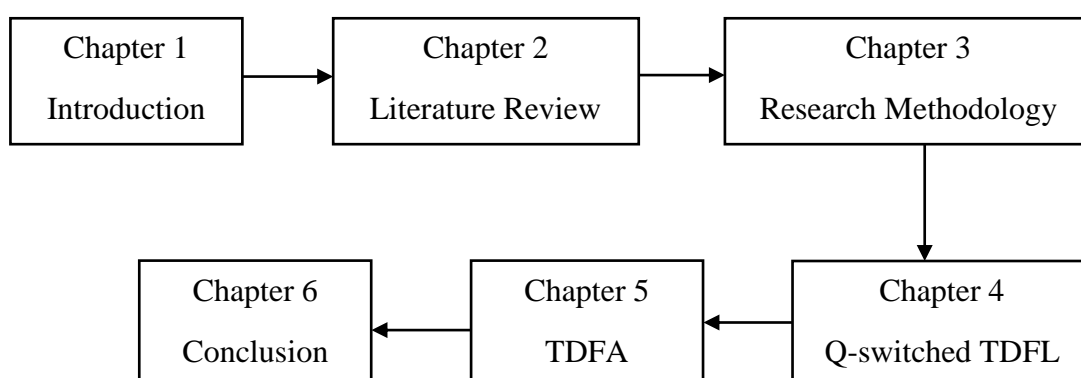 Chapter 1
Introduction
Chapter 2
Literature Review
Chapter 3
Research Methodology
Chapter 4
Q-switched TDFL
Chapter 5
TDFA
Chapter 6
Conclusion